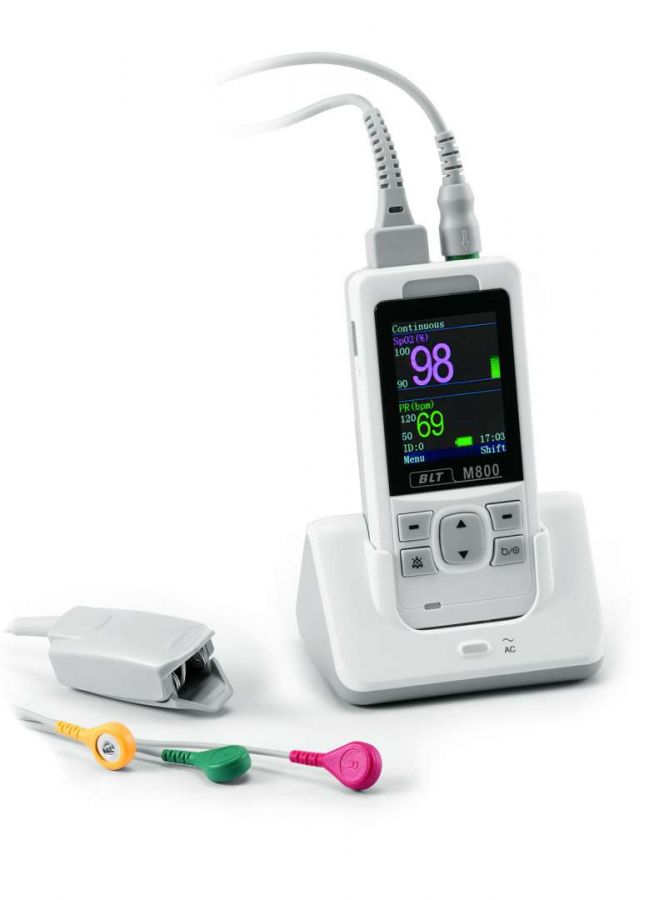 Continuous
SpO2(%)
100
98
90
PR(bpm)
120
69
50
ID:0
17:03
Menu
Shift
BLT
M800
AC